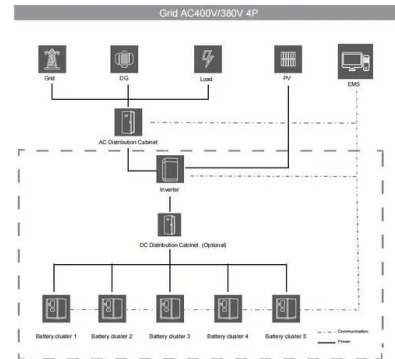 Grid AC400V/380V 4P
Grid
DG
Load
PV
EMS
AC Distribution Cabinet
Inverter
DC Distribution Cabinet (Optional)
Battery cluster 1
Battery cluster 2
Battery cluster 3
Battery cluster 4
Battery cluster 5
Communication
Power